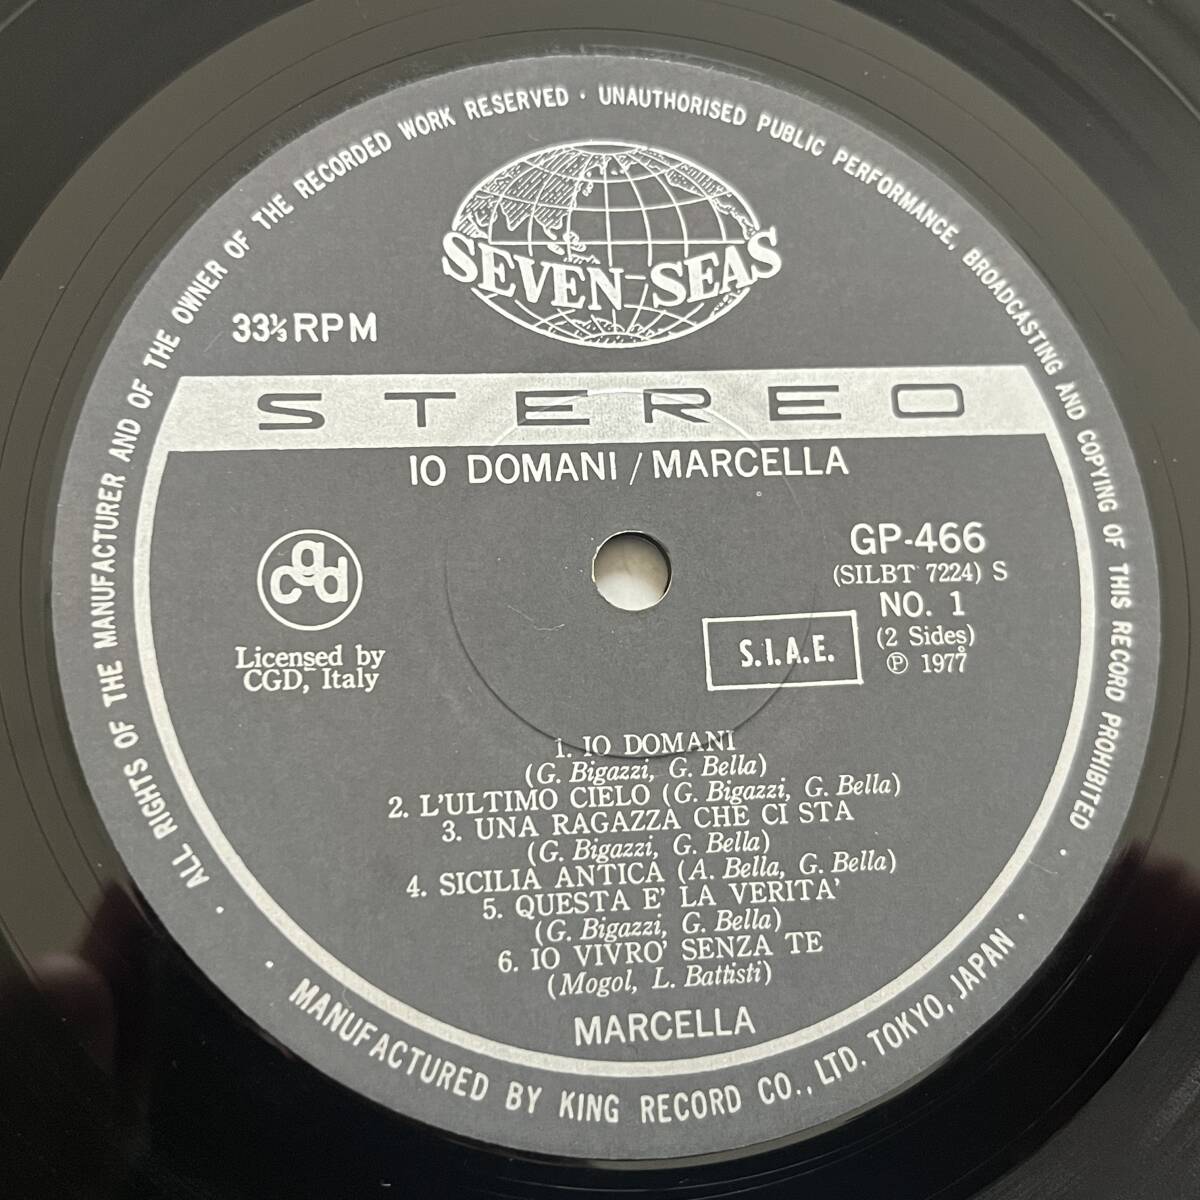 ALL RIGHTS OF THE MANUFACTURER AND OF THE OWNER OF THE RECORDED WORK RESERVED · UNAUTHORISED PUBLIC PERFORMANCE, BROADCASTING AND COPYING OF THIS RECORD PROHIBITED ·
SEVEN SEAS
33⅓ RPM
STEREO
IO DOMANI / MARCELLA
cgd
Licensed by
CGD, Italy
GP-466
(SILBT 7224) S
NO. 1
(2 Sides)
℗ 1977
S.I.A.E.
1. IO DOMANI
(G. Bigazzi, G. Bella)
2. L'ULTIMO CIELO (G. Bigazzi, G. Bella)
3. UNA RAGAZZA CHE CI STA
(G. Bigazzi, G. Bella)
4. SICILIA ANTICA (A. Bella, G. Bella)
5. QUESTA E' LA VERITA'
(G. Bigazzi, G. Bella)
6. IO VIVRO' SENZA TE
(Mogol, L. Battisti)
MARCELLA
· MANUFACTURED BY KING RECORD CO., LTD. TOKYO, JAPAN ·